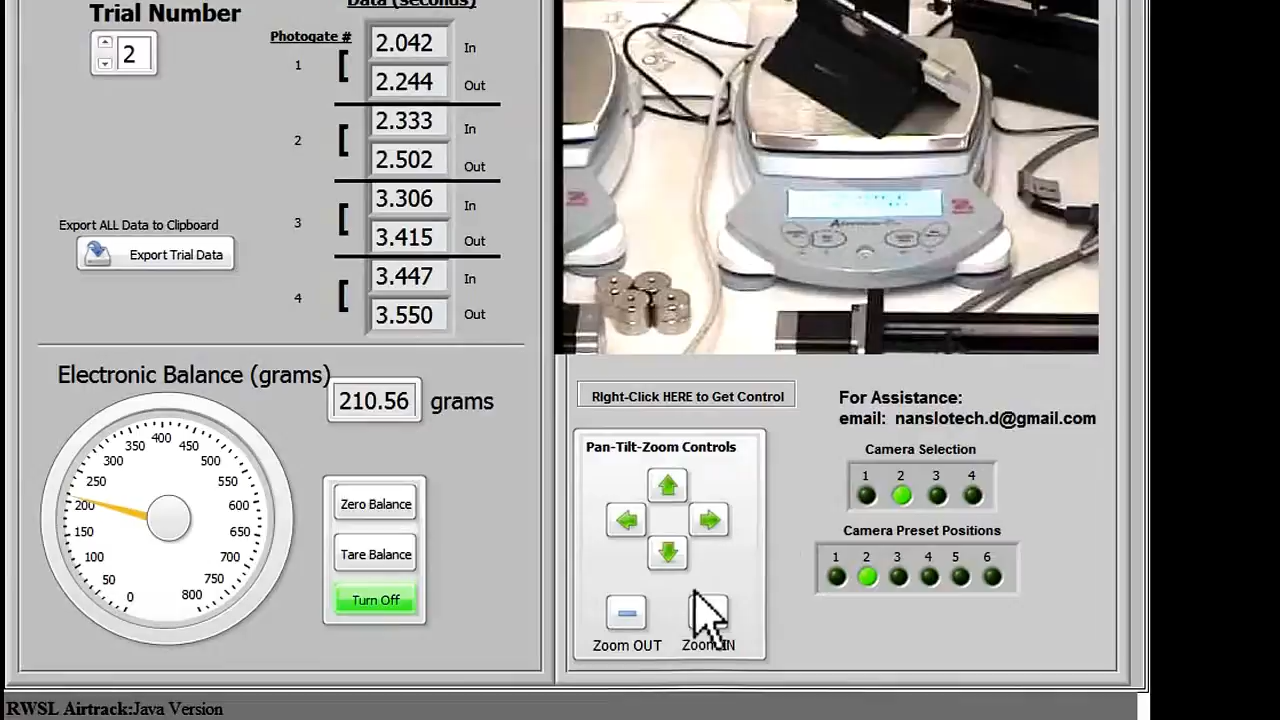 Trial Number
2
Data (seconds)
Photogate #
1
2.042 In
2.244 Out
2
2.333 In
2.502 Out
3
3.306 In
3.415 Out
4
3.447 In
3.550 Out
Export ALL Data to Clipboard
Export Trial Data
Electronic Balance (grams)
210.56 grams
0
50
100
150
200
250
300
350
400
450
500
550
600
650
700
750
800
Zero Balance
Tare Balance
Turn Off
Right-Click HERE to Get Control
Pan-Tilt-Zoom Controls
Zoom OUT
Zoom IN
For Assistance:
email: nanslotech.d@gmail.com
Camera Selection
1 2 3 4
Camera Preset Positions
1 2 3 4 5 6
RWSL Airtrack:Java Version